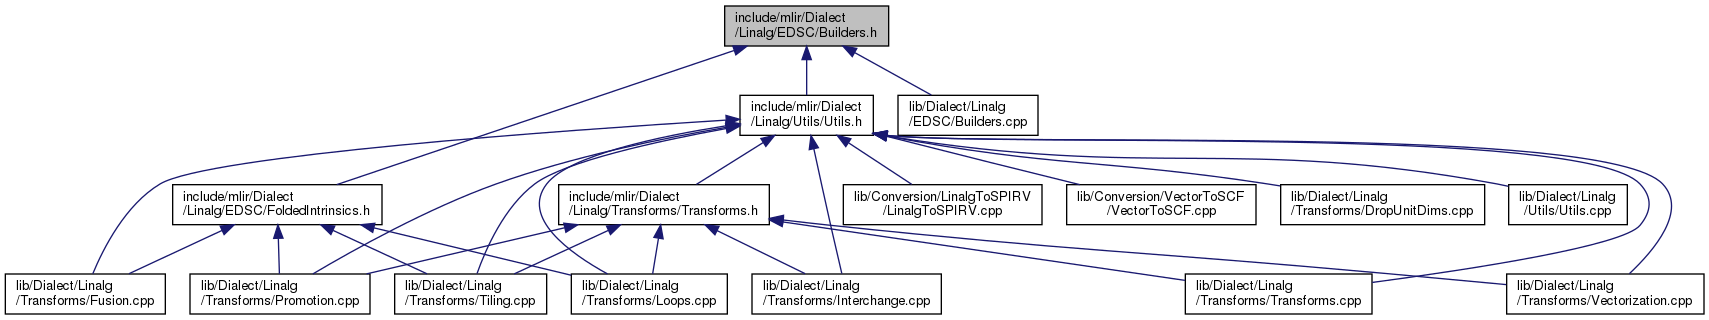 include/mlir/Dialect
/Linalg/EDSC/Builders.h
include/mlir/Dialect
/Linalg/Utils/Utils.h
lib/Dialect/Linalg
/EDSC/Builders.cpp
include/mlir/Dialect
/Linalg/EDSC/FoldedIntrinsics.h
include/mlir/Dialect
/Linalg/Transforms/Transforms.h
lib/Conversion/LinalgToSPIRV
/LinalgToSPIRV.cpp
lib/Conversion/VectorToSCF
/VectorToSCF.cpp
lib/Dialect/Linalg
/Transforms/DropUnitDims.cpp
lib/Dialect/Linalg
/Utils/Utils.cpp
lib/Dialect/Linalg
/Transforms/Fusion.cpp
lib/Dialect/Linalg
/Transforms/Promotion.cpp
lib/Dialect/Linalg
/Transforms/Tiling.cpp
lib/Dialect/Linalg
/Transforms/Loops.cpp
lib/Dialect/Linalg
/Transforms/Interchange.cpp
lib/Dialect/Linalg
/Transforms/Transforms.cpp
lib/Dialect/Linalg
/Transforms/Vectorization.cpp